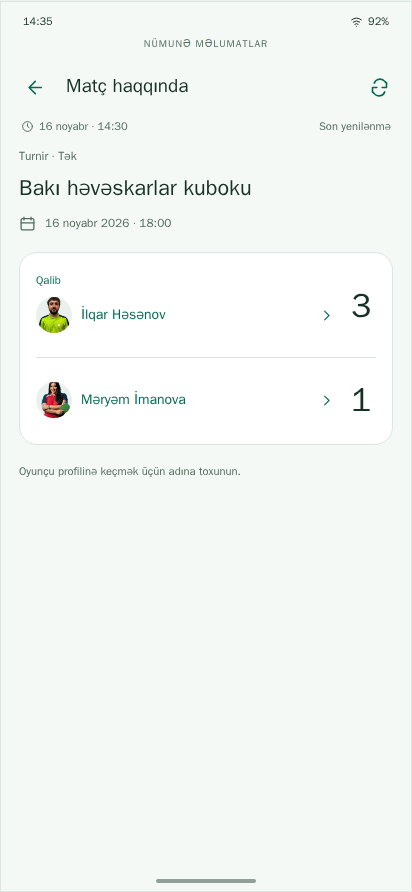 14:35 92%
NÜMUNƏ MƏLUMATLAR
Matç haqqında
16 noyabr · 14:30 Son yenilənmə
Turnir · Tək
Bakı həvəskarlar kuboku
16 noyabr 2026 · 18:00
Qalib
İlqar Həsənov 3
Məryəm İmanova 1
Oyunçu profilinə keçmək üçün adına toxunun.